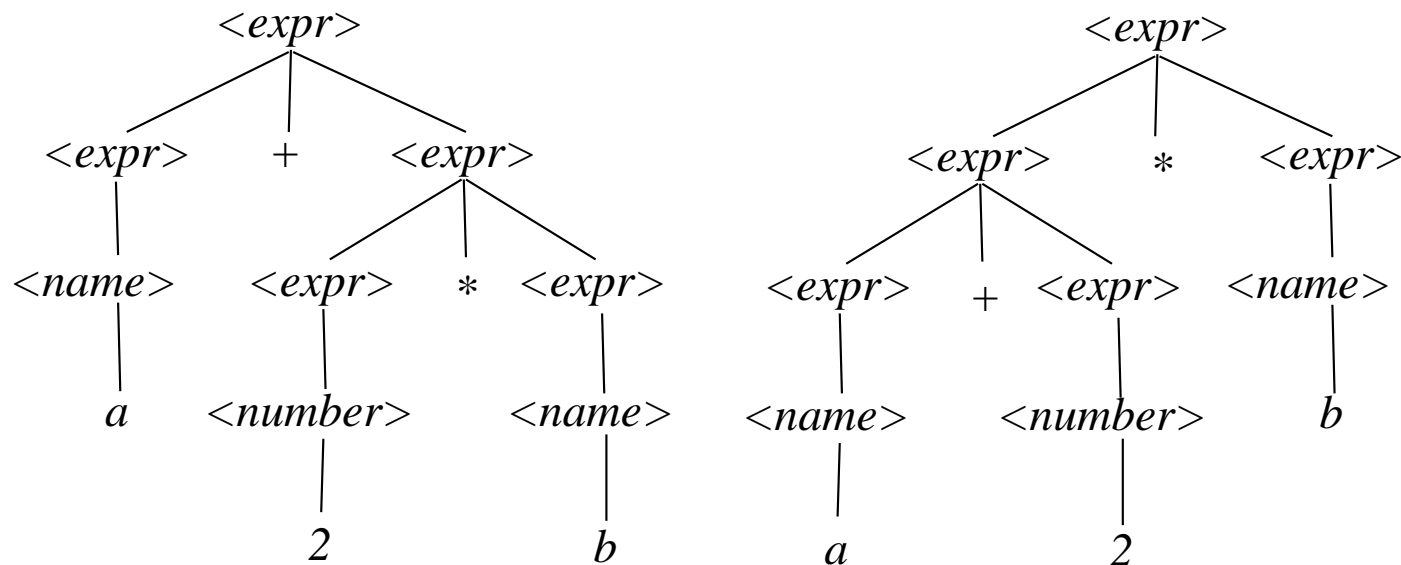 <expr> <expr>
<expr> + <expr> <expr> * <expr>
<name> <expr> * <expr> <expr> + <expr> <name>
a <number> <name> <name> <number> b
2 b a 2